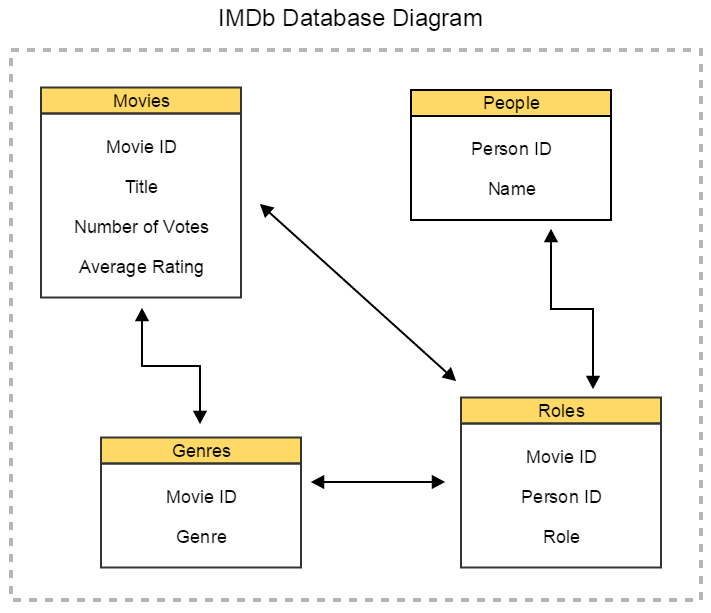 IMDb Database Diagram
Movies
Movie ID
Title
Number of Votes
Average Rating
People
Person ID
Name
Genres
Movie ID
Genre
Roles
Movie ID
Person ID
Role